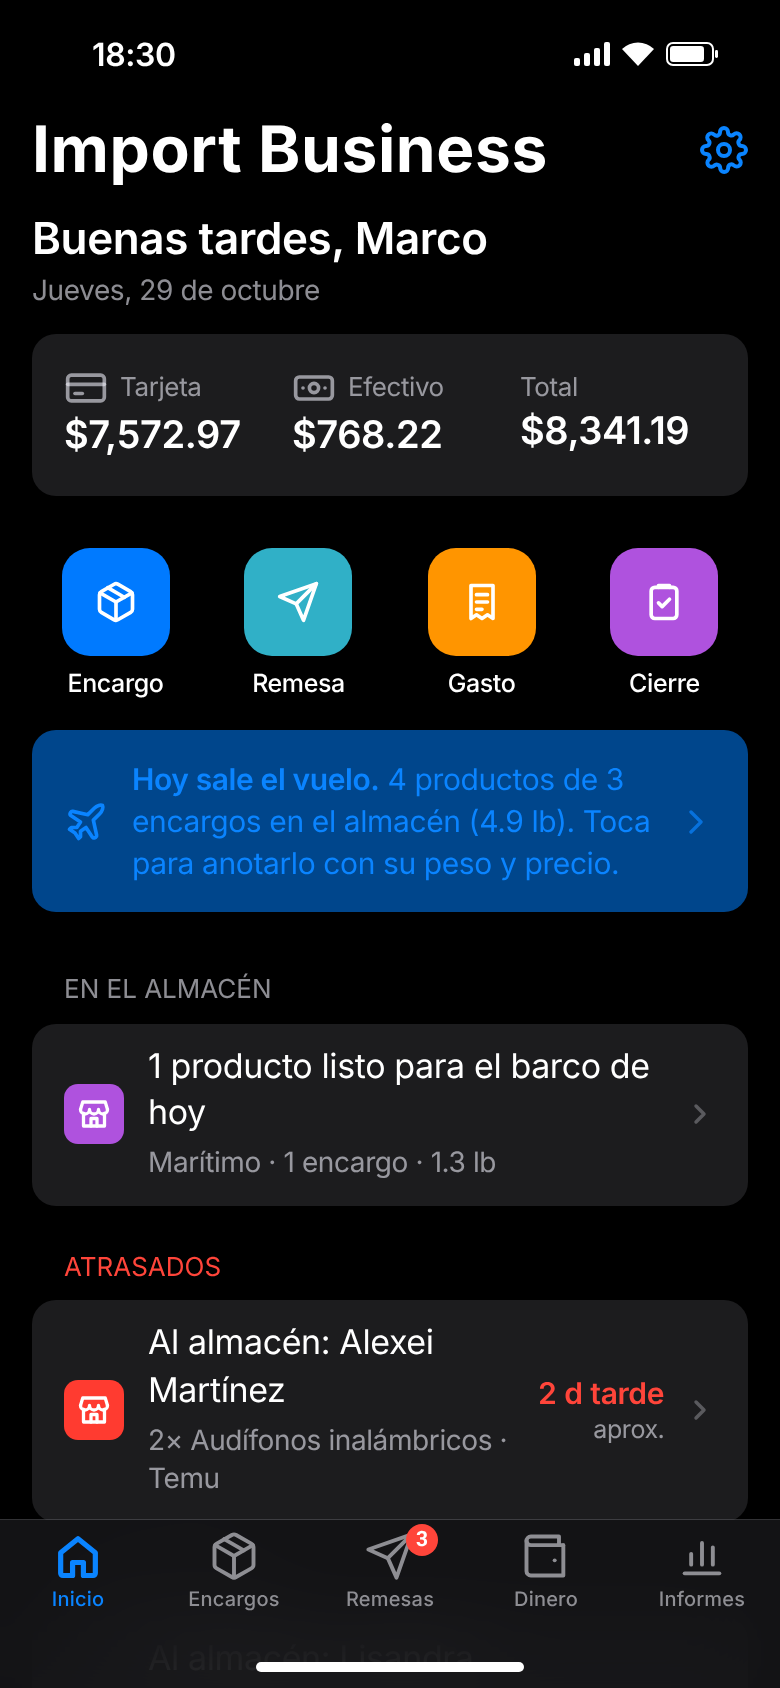 18:30
Import Business
Buenas tardes, Marco
Jueves, 29 de octubre
Tarjeta
Efectivo
Total
$7,572.97
$768.22
$8,341.19
Encargo
Remesa
Gasto
Cierre
Hoy sale el vuelo. 4 productos de 3
encargos en el almacén (4.9 lb). Toca
para anotarlo con su peso y precio.
EN EL ALMACÉN
1 producto listo para el barco de
hoy
Marítimo · 1 encargo · 1.3 lb
ATRASADOS
Al almacén: Alexei
Martínez
2 d tarde
aprox.
2× Audífonos inalámbricos ·
Temu
3
Inicio
Encargos
Remesas
Dinero
Informes
Al almacén: Lisandra